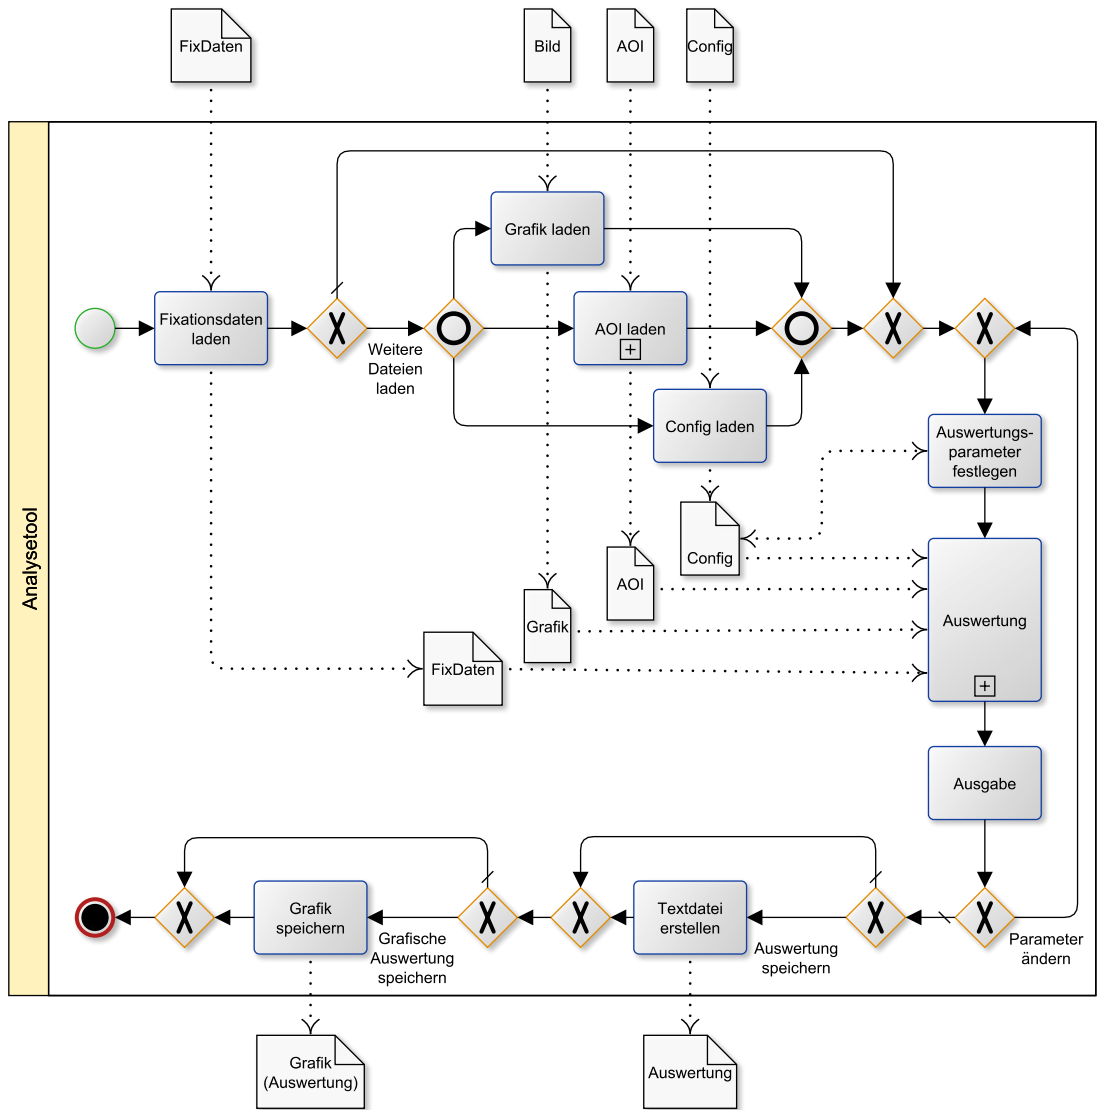 FixDaten
Bild
AOI
Config
Analysetool
Grafik laden
Fixationsdaten
laden
Weitere
Dateien
laden
AOI laden
Config laden
Auswertungs-
parameter
festlegen
Config
AOI
Grafik
FixDaten
Auswertung
Ausgabe
Parameter
ändern
Auswertung
speichern
Textdatei
erstellen
Grafische
Auswertung
speichern
Grafik
speichern
Grafik
(Auswertung)
Auswertung